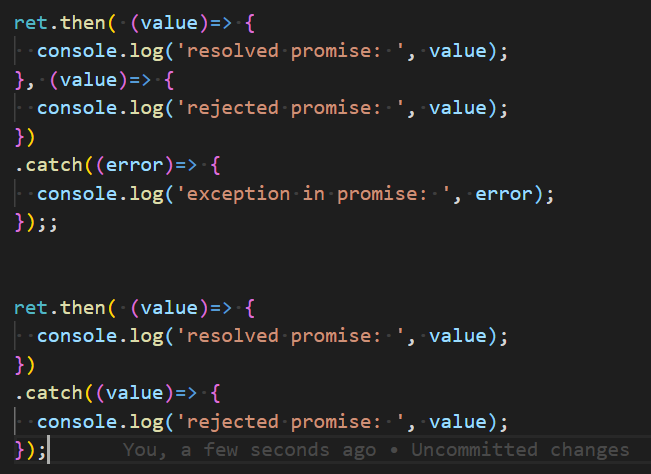 ret.then( (value)=> {
  console.log('resolved promise: ', value);
}, (value)=> {
  console.log('rejected promise: ', value);
})
.catch((error)=> {
  console.log('exception in promise: ', error);
});;
ret.then( (value)=> {
  console.log('resolved promise: ', value);
})
.catch((value)=> {
  console.log('rejected promise: ', value);
});      You, a few seconds ago • Uncommitted changes